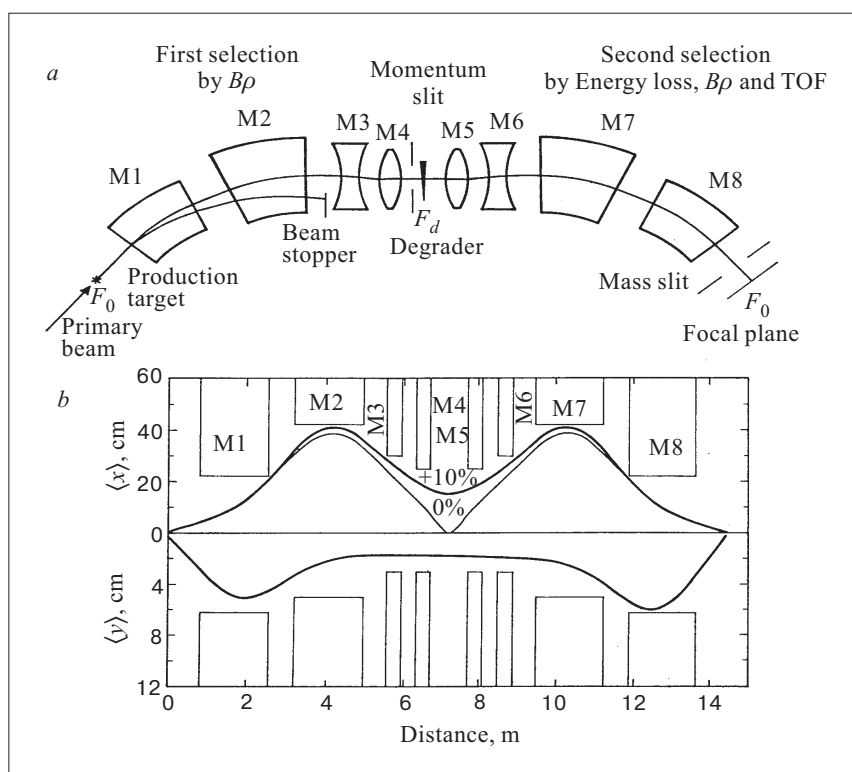 a
First selection
by Bρ
Momentum
slit
Second selection
by Energy loss, Bρ and TOF
M1
M2
M3
M4
M5
M6
M7
M8
Beam
stopper
F_d
Degrader
Production
target
F_0
Primary
beam
Mass slit
F_0
Focal plane
b
60
40
20
0
4
8
12
⟨x⟩, cm
⟨y⟩, cm
M1
M2
M3
M4
M5
M6
M7
M8
+10%
0%
0 2 4 6 8 10 12 14
Distance, m